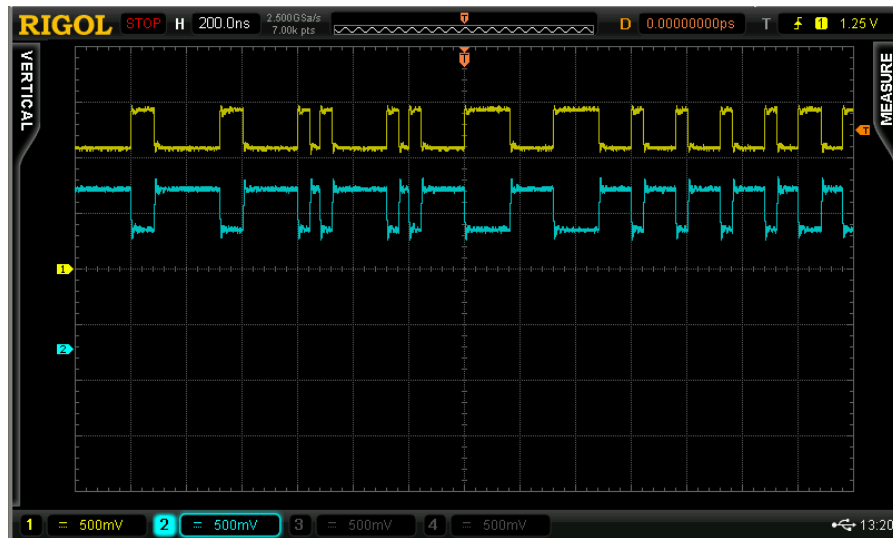 RIGOL STOP H 200.0ns 2.500GSa/s 7.00k pts T D 0.00000000ps T 1 1.25 V
VERTICAL
MEASURE
T
T
1
2
1 = 500mV 2 = 500mV 3 = 500mV 4 = 500mV 13:20